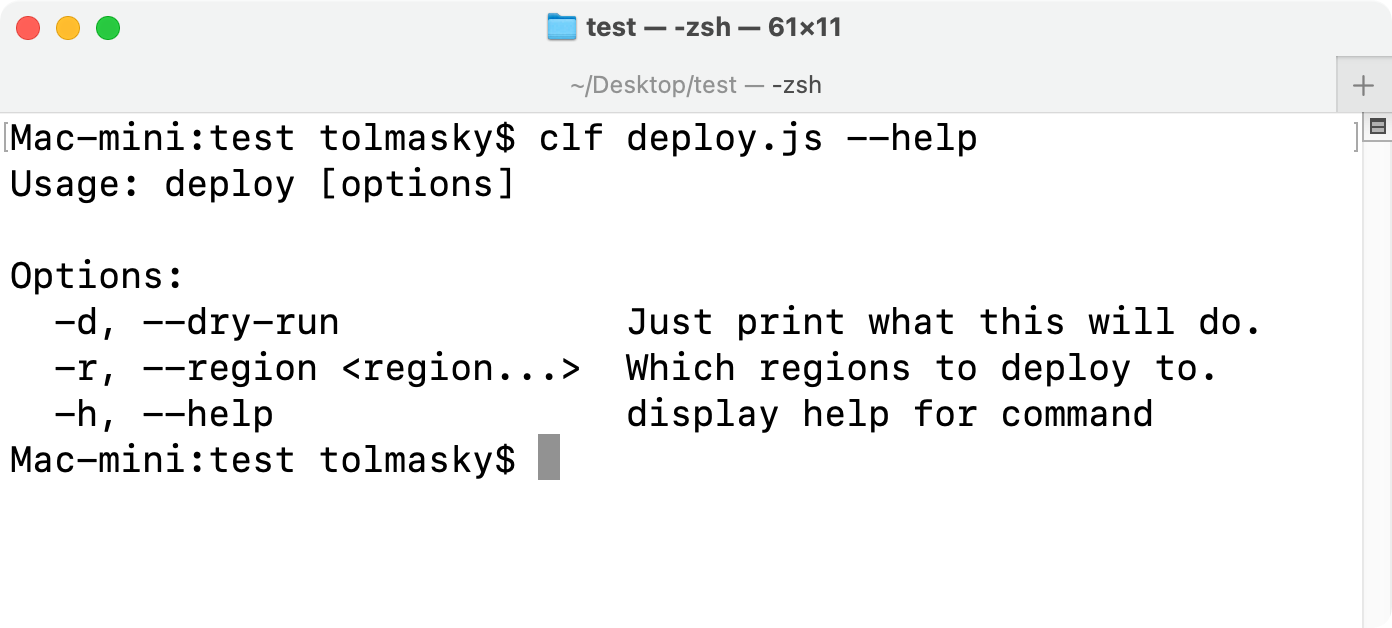 test — -zsh — 61×11
~/Desktop/test — -zsh
Mac-mini:test tolmasky$ clf deploy.js --help
Usage: deploy [options]
Options:
-d, --dry-run Just print what this will do.
-r, --region <region...> Which regions to deploy to.
-h, --help display help for command
Mac-mini:test tolmasky$